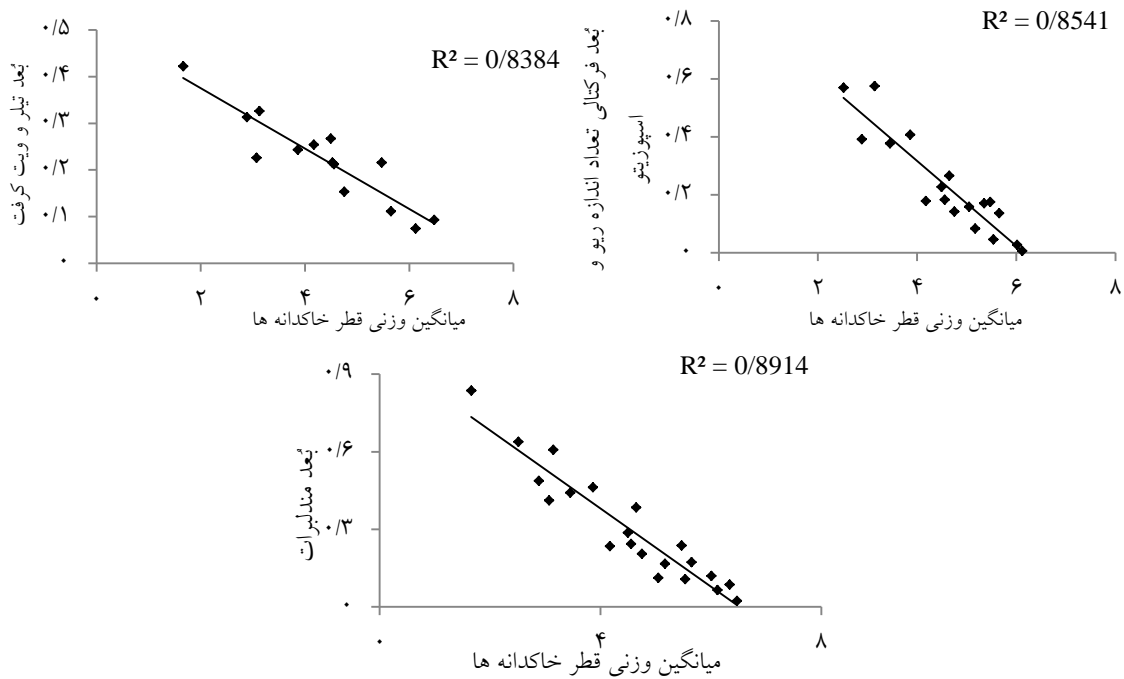 R² = 0/8384
بُعد تیلر و ویت کرفت
۰/۵
۰/۴
۰/۳
۰/۲
۰/۱
۰
۰ ۲ ۴ ۶ ۸
میانگین وزنی قطر خاکدانه ها
R² = 0/8541
بُعد فرکتالی تعداد اندازه ریو و
اسپوزیتو
۰/۸
۰/۶
۰/۴
۰/۲
۰
۰ ۲ ۴ ۶ ۸
میانگین وزنی قطر خاکدانه ها
R² = 0/8914
بُعد مندلبرات
۰/۹
۰/۶
۰/۳
۰
۰ ۴ ۸
میانگین وزنی قطر خاکدانه ها